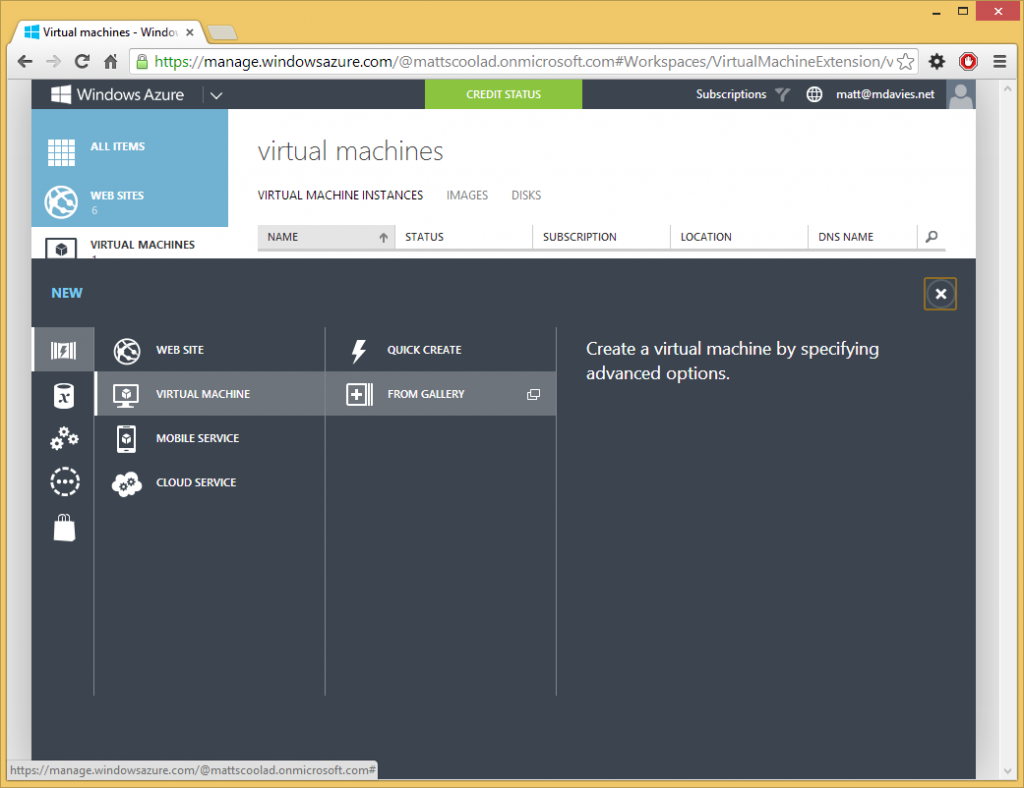 Virtual machines - Windov
https://manage.windowsazure.com/@mattscoolad.onmicrosoft.com#Workspaces/VirtualMachineExtension/v
Windows Azure
CREDIT STATUS
Subscriptions
matt@mdavies.net
ALL ITEMS
WEB SITES
6
VIRTUAL MACHINES
virtual machines
VIRTUAL MACHINE INSTANCES IMAGES DISKS
NAME STATUS SUBSCRIPTION LOCATION DNS NAME
NEW
WEB SITE
VIRTUAL MACHINE
MOBILE SERVICE
CLOUD SERVICE
QUICK CREATE
FROM GALLERY
Create a virtual machine by specifying
advanced options.
https://manage.windowsazure.com/@mattscoolad.onmicrosoft.com#